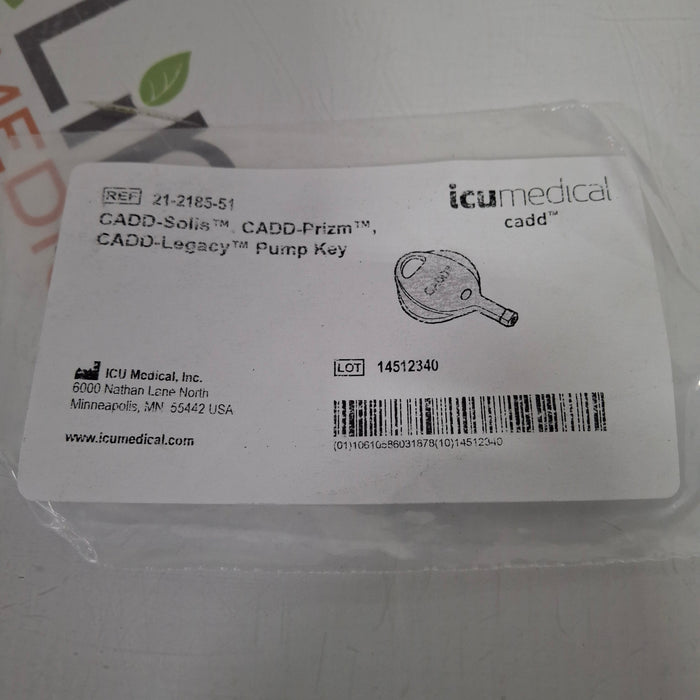 REF 21-2185-51
CADD-Solis™, CADD-Prizm™,
CADD-Legacy™ Pump Key
icumedical
cadd™
CADD®
ICU Medical, Inc.
6000 Nathan Lane North
Minneapolis, MN 55442 USA
www.icumedical.com
LOT 14512340
(01)10610586031878(10)14512340